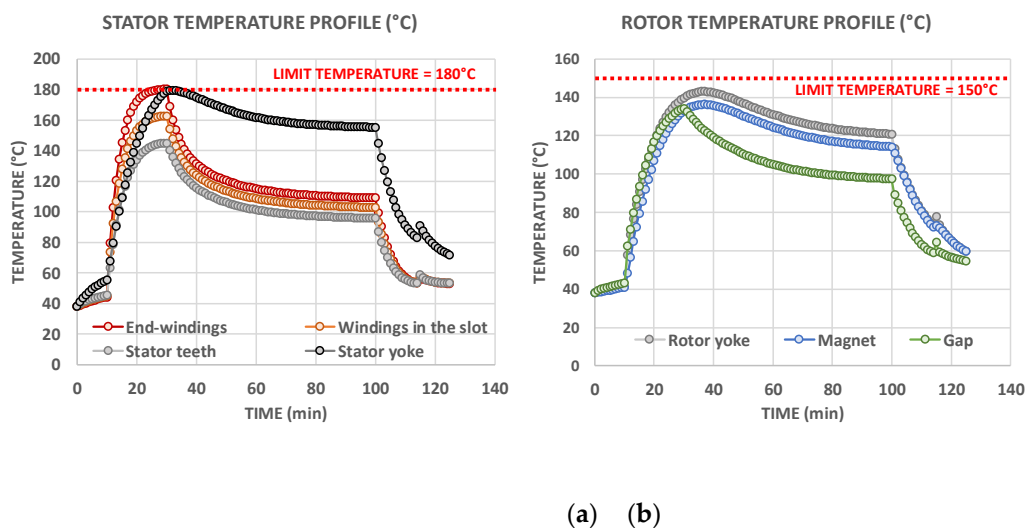 STATOR TEMPERATURE PROFILE (°C)
200
180
160
140
120
100
80
60
40
20
0
TEMPERATURE (°C)
LIMIT TEMPERATURE = 180°C
End-windings
Windings in the slot
Stator teeth
Stator yoke
0 20 40 60 80 100 120 140
TIME (min)
ROTOR TEMPERATURE PROFILE (°C)
160
140
120
100
80
60
40
20
0
TEMPERATURE (°C)
LIMIT TEMPERATURE = 150°C
Rotor yoke
Magnet
Gap
0 20 40 60 80 100 120 140
TIME (min)
(a) (b)